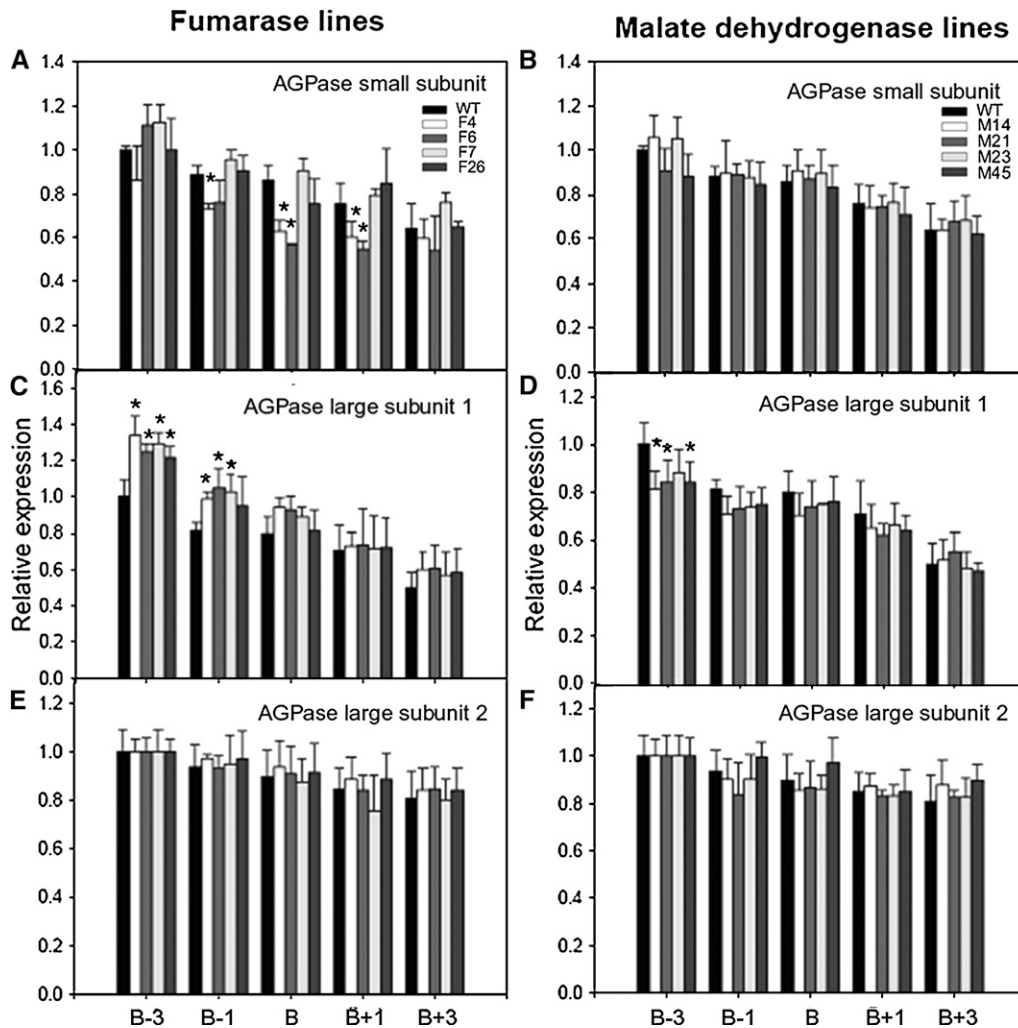 Fumarase lines
Malate dehydrogenase lines
A
AGPase small subunit
WT
F4
F6
F7
F26
1.4
1.2
1.0
0.8
0.6
0.4
0.2
0.0
* * * * *
B
AGPase small subunit
WT
M14
M21
M23
M45
1.4
1.2
1.0
0.8
0.6
0.4
0.2
0.0
C
AGPase large subunit 1
Relative expression
1.6
1.4
1.2
1.0
0.8
0.6
0.4
0.2
0.0
* * * * * * *
D
AGPase large subunit 1
Relative expression
1.2
1.0
0.8
0.6
0.4
0.2
0.0
* * *
E
AGPase large subunit 2
1.2
1.0
0.8
0.6
0.4
0.2
0.0
B-3 B-1 B B+1 B+3
F
AGPase large subunit 2
1.2
1.0
0.8
0.6
0.4
0.2
0.0
B-3 B-1 B B+1 B+3